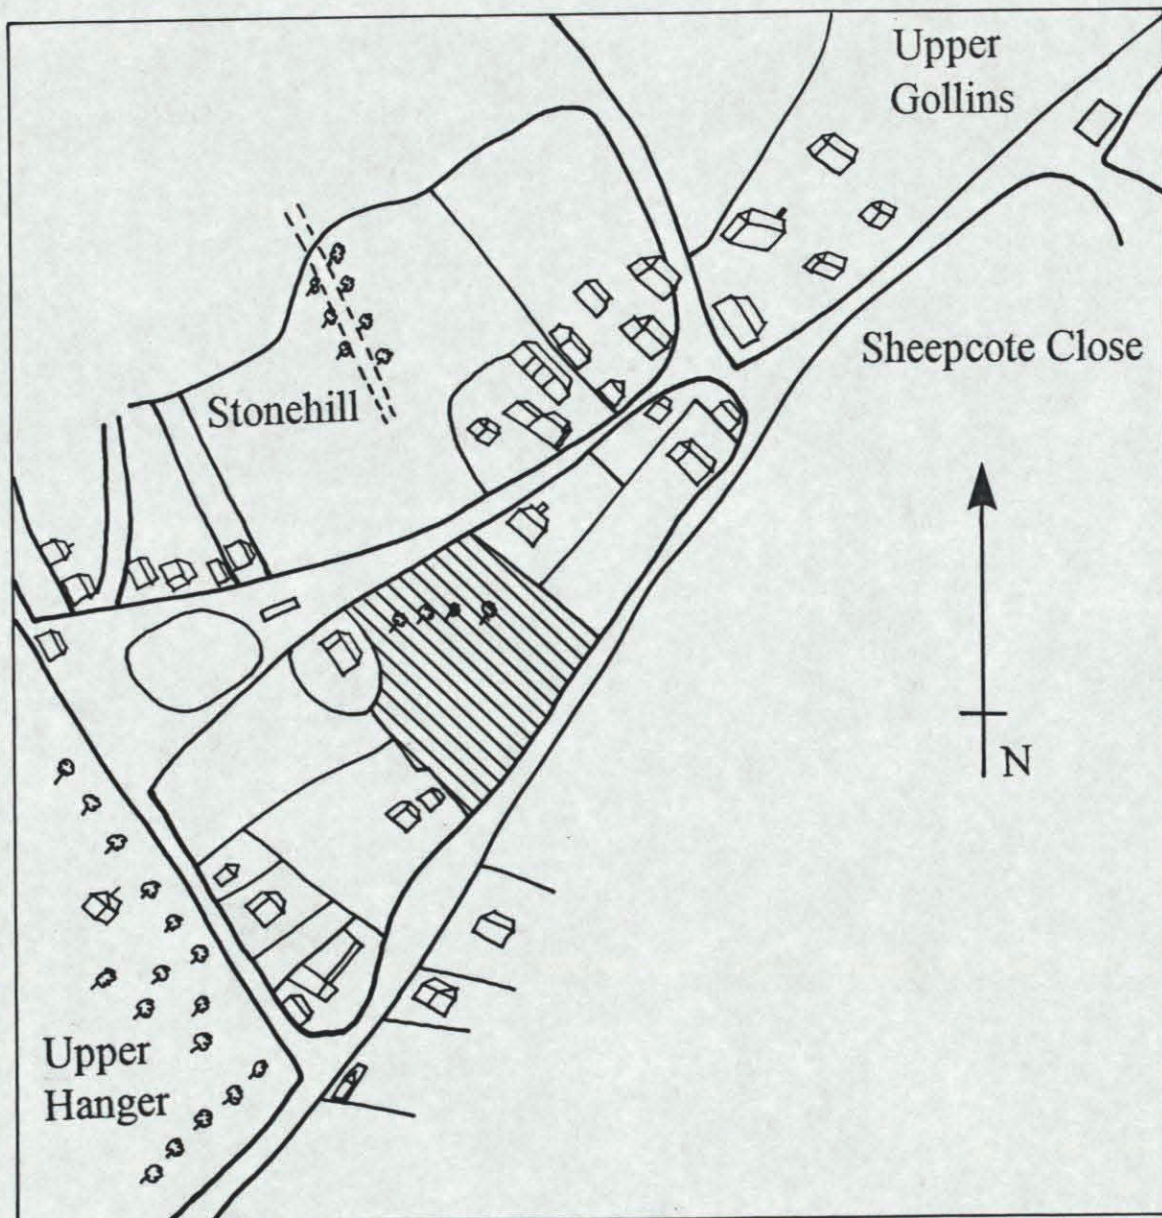 Upper
Gollins
Sheepcote Close
Stonehill
N
Upper
Hanger